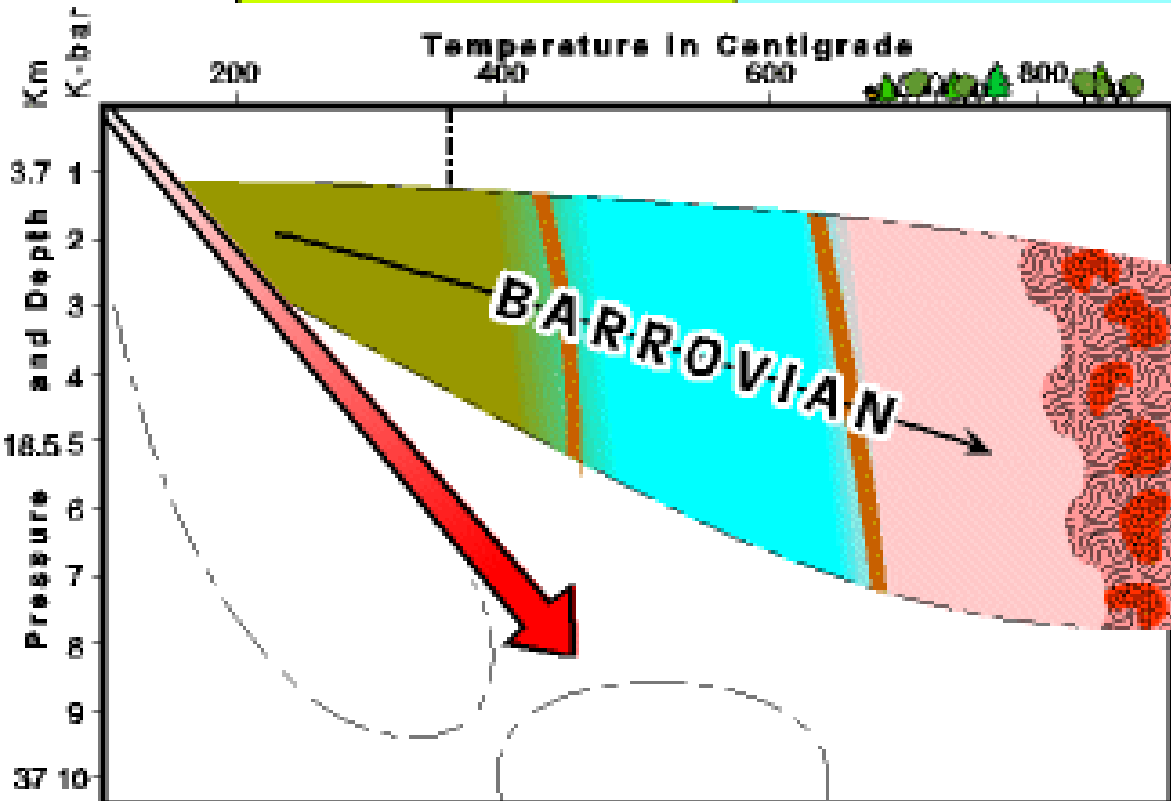 Temperature in Centigrade
200 400 600 800
Km K-bar
and Depth
Pressure
3.7 1
2
3
4
18.5 5
6
7
8
9
37 10
BARROVIAN